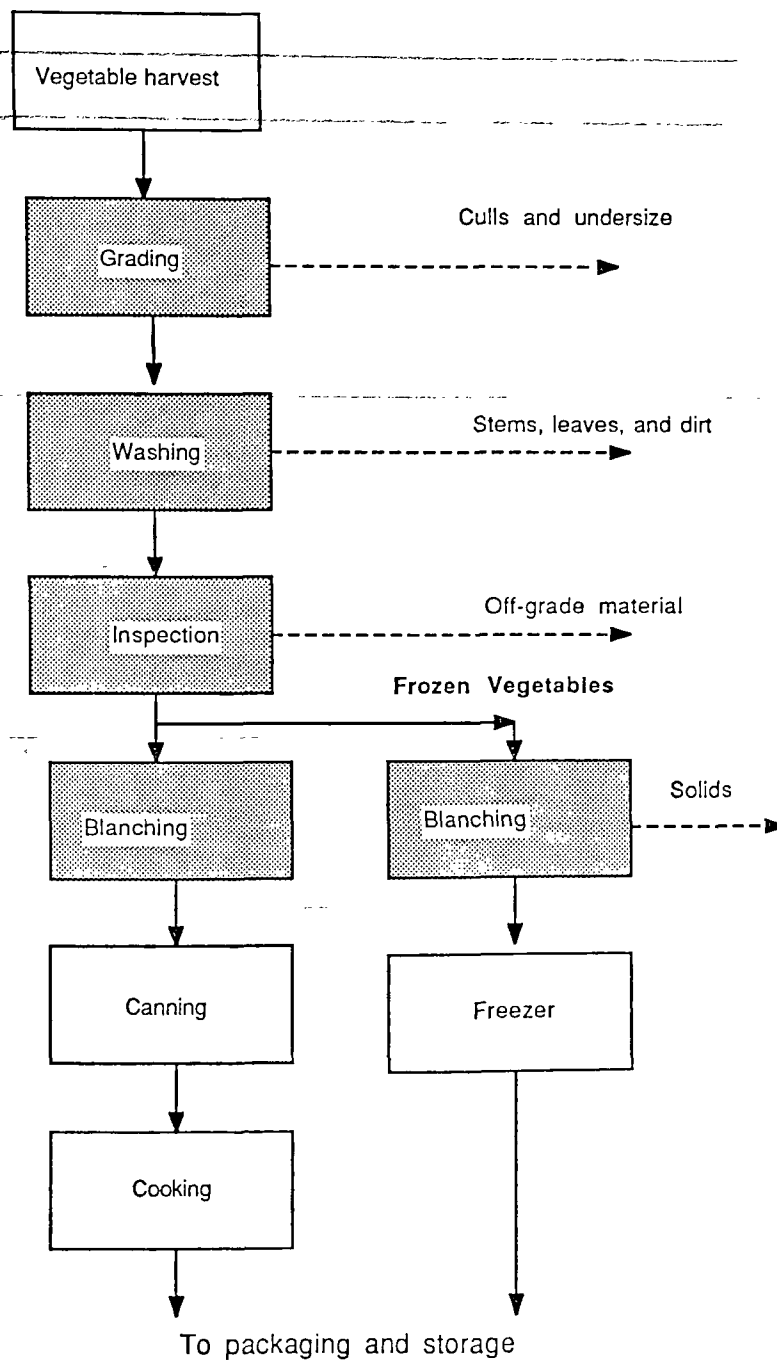 Vegetable harvest
Culls and undersize
Grading
Stems, leaves, and dirt
Washing
Off-grade material
Inspection
Frozen Vegetables
Solids
Blanching
Blanching
Canning
Freezer
Cooking
To packaging and storage